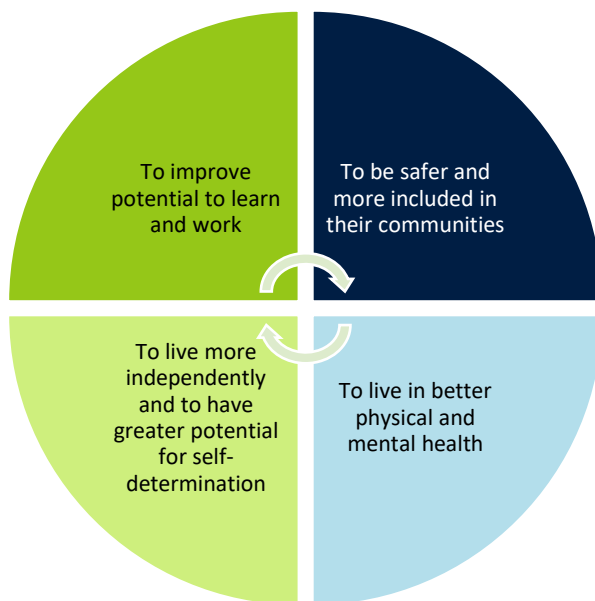 To improve
potential to learn
and work
To be safer and
more included in
their communities
To live more
independently
and to have
greater potential
for self-
determination
To live in better
physical and
mental health